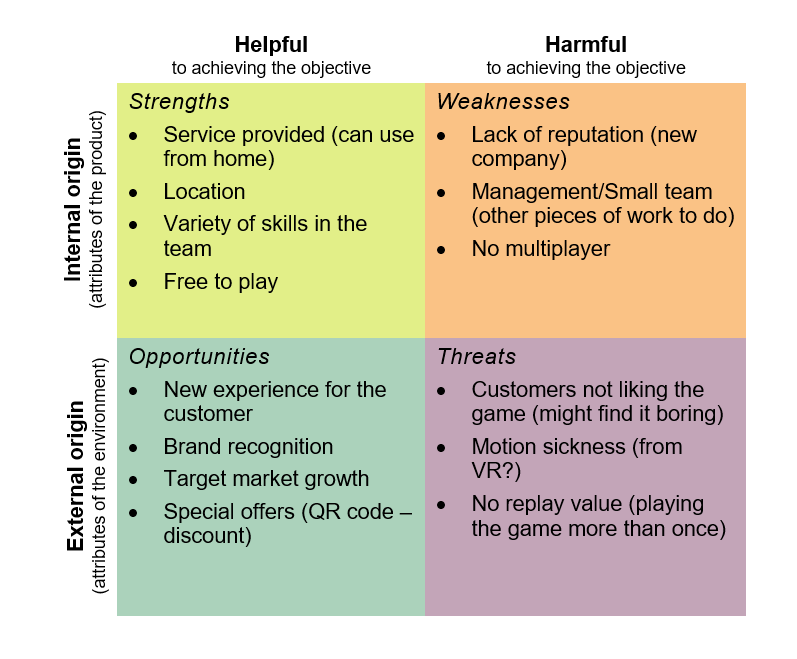 Helpful
to achieving the objective
Harmful
to achieving the objective
Internal origin
(attributes of the product)
Strengths
• Service provided (can use
from home)
• Location
• Variety of skills in the
team
• Free to play
Weaknesses
• Lack of reputation (new
company)
• Management/Small team
(other pieces of work to do)
• No multiplayer
External origin
(attributes of the environment)
Opportunities
• New experience for the
customer
• Brand recognition
• Target market growth
• Special offers (QR code –
discount)
Threats
• Customers not liking the
game (might find it boring)
• Motion sickness (from
VR?)
• No replay value (playing
the game more than once)